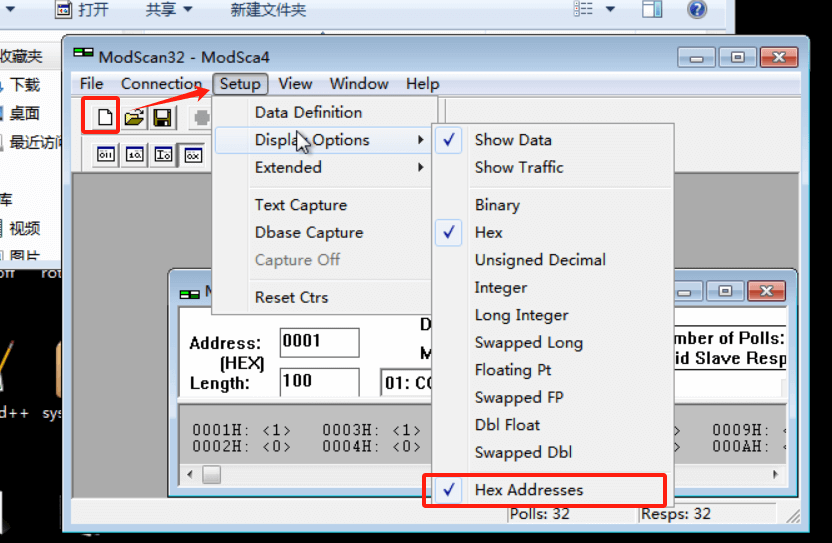 打开 共享 新建文件夹
收藏夹
下载
桌面
最近访问
库
视频
图片
ModScan32 - ModSca4
File Connection Setup View Window Help
Data Definition
Display Options
Extended
Text Capture
Dbase Capture
Capture Off
Reset Ctrs
Show Data
Show Traffic
Binary
Hex
Unsigned Decimal
Integer
Long Integer
Swapped Long
Floating Pt
Swapped FP
Dbl Float
Swapped Dbl
Hex Addresses
Address: 0001
(HEX)
Length: 100
01: CO
mber of Polls:
id Slave Resp
0001H: <1> 0003H: <1> 0009H: <
0002H: <0> 0004H: <0> 000AH: <
Polls: 32 Resps: 32
d++ sys